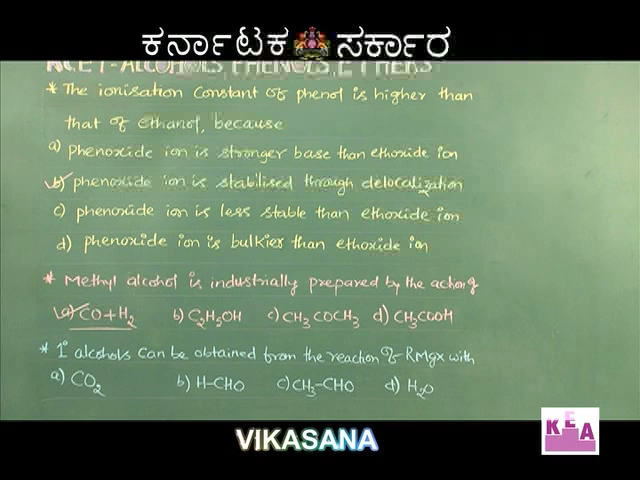 ಕರ್ನಾಟಕ ಸರ್ಕಾರ
KCET-ALCOHOLS, PHENOLS, ETHERS
* The ionisation constant of phenol is higher than
that of ethanol, because
a) phenoxide ion is stronger base than ethoxide ion
b) phenoxide ion is stabilised through delocalization
c) phenoxide ion is less stable than ethoxide ion
d) phenoxide ion is bulkier than ethoxide ion
* Methyl alcohol is industrially prepared by the action of
a) CO+H₂ b) C₂H₅OH c) CH₃COCH₃ d) CH₃COOH
* 1° alcohols can be obtained from the reaction of RMgx with
a) CO₂ b) H-CHO c) CH₃-CHO d) H₂O
KEA
VIKASANA